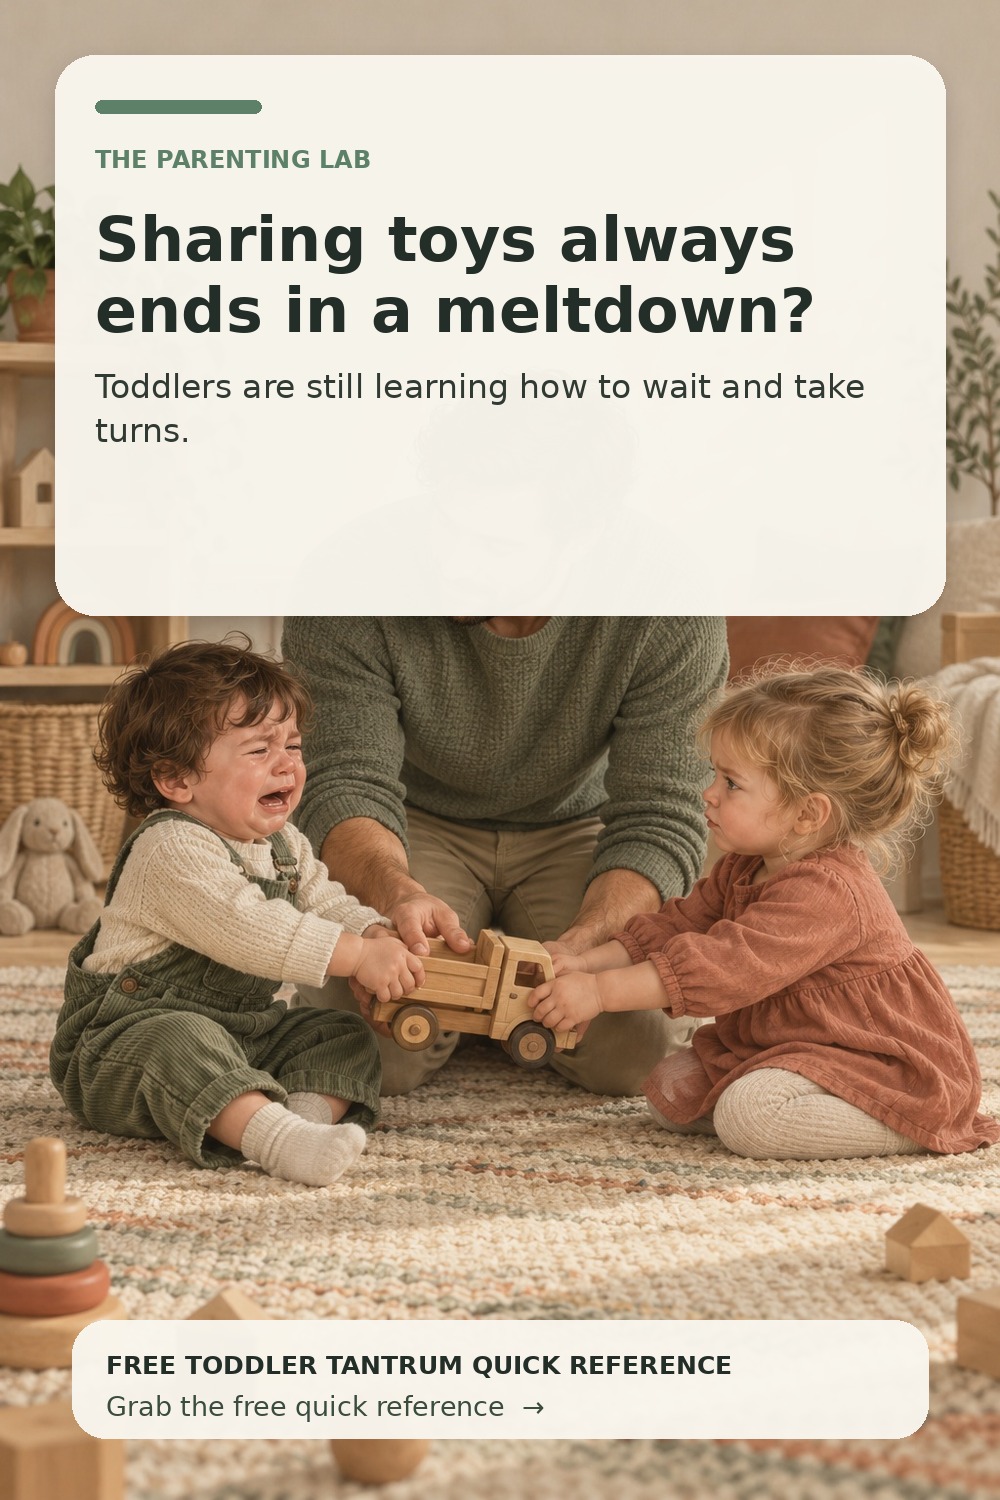 THE PARENTING LAB
Sharing toys always
ends in a meltdown?
Toddlers are still learning how to wait and take
turns.
FREE TODDLER TANTRUM QUICK REFERENCE
Grab the free quick reference →